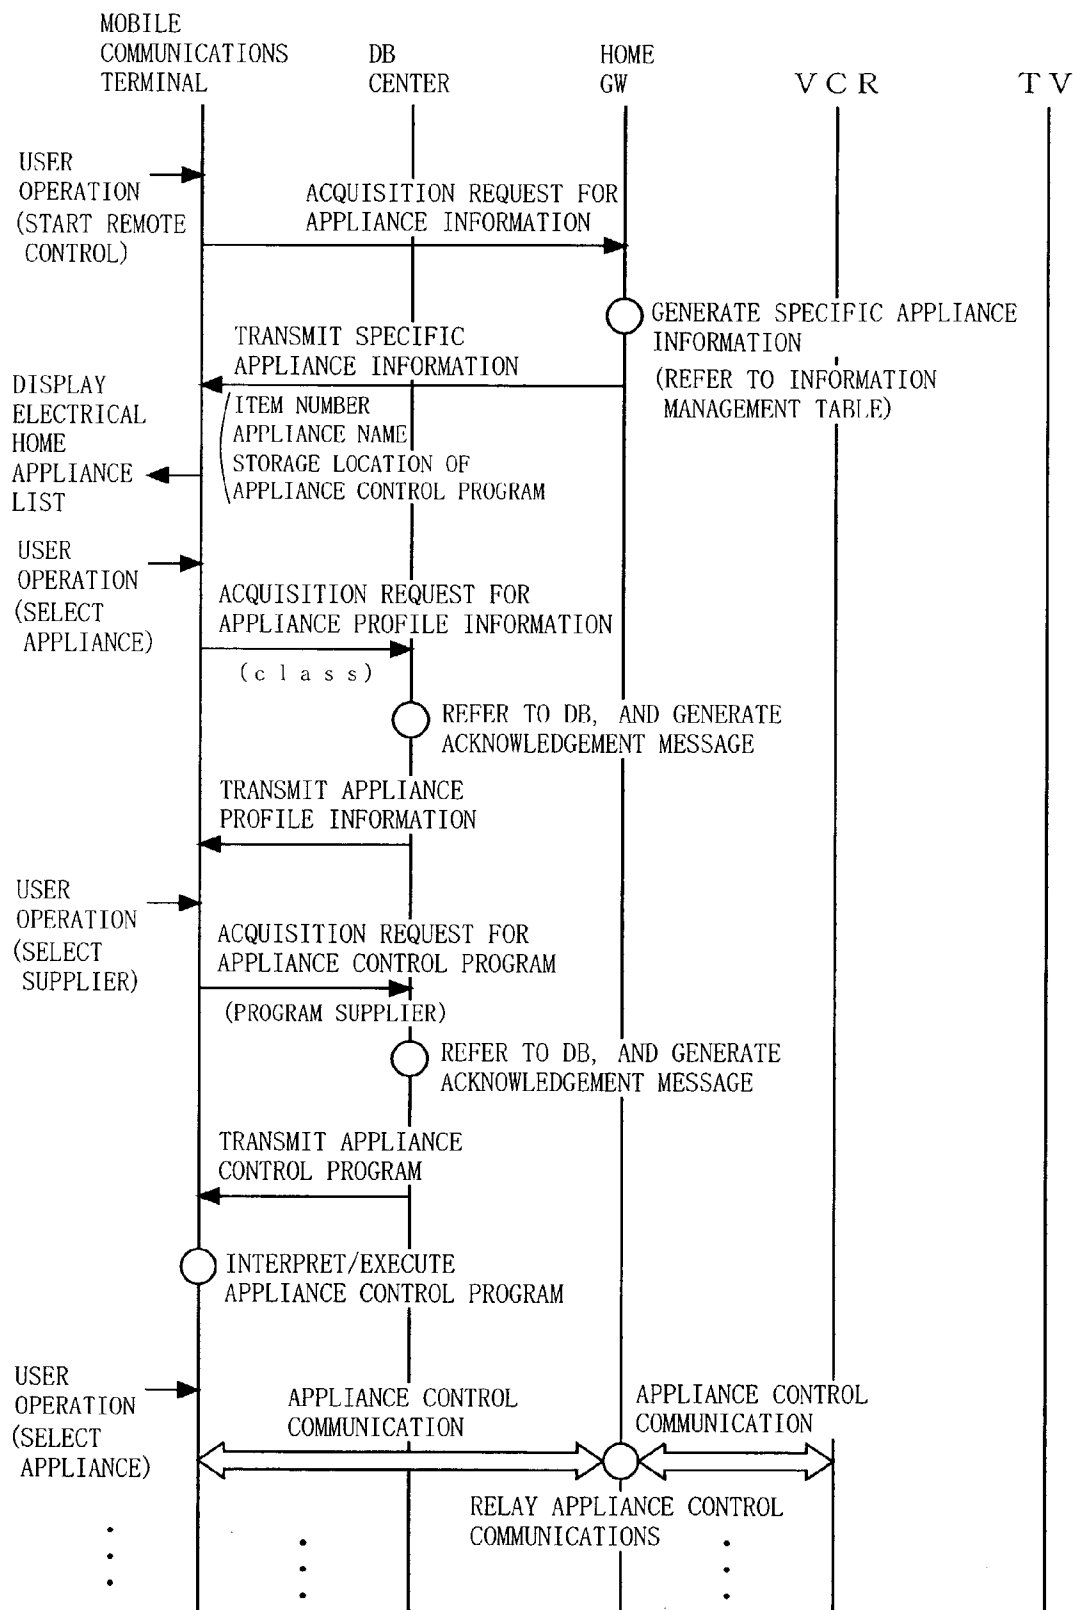 MOBILE
COMMUNICATIONS
TERMINAL
DB
CENTER
HOME
GW
VCR
TV
USER
OPERATION
(START REMOTE
CONTROL)
ACQUISITION REQUEST FOR
APPLIANCE INFORMATION
GENERATE SPECIFIC APPLIANCE
INFORMATION
(REFER TO INFORMATION
MANAGEMENT TABLE)
TRANSMIT SPECIFIC
APPLIANCE INFORMATION
ITEM NUMBER
APPLIANCE NAME
STORAGE LOCATION OF
APPLIANCE CONTROL PROGRAM
DISPLAY
ELECTRICAL
HOME
APPLIANCE
LIST
USER
OPERATION
(SELECT
APPLIANCE)
ACQUISITION REQUEST FOR
APPLIANCE PROFILE INFORMATION
(class)
REFER TO DB, AND GENERATE
ACKNOWLEDGEMENT MESSAGE
TRANSMIT APPLIANCE
PROFILE INFORMATION
USER
OPERATION
(SELECT
SUPPLIER)
ACQUISITION REQUEST FOR
APPLIANCE CONTROL PROGRAM
(PROGRAM SUPPLIER)
REFER TO DB, AND GENERATE
ACKNOWLEDGEMENT MESSAGE
TRANSMIT APPLIANCE
CONTROL PROGRAM
INTERPRET/EXECUTE
APPLIANCE CONTROL PROGRAM
USER
OPERATION
(SELECT
APPLIANCE)
APPLIANCE CONTROL
COMMUNICATION
APPLIANCE CONTROL
COMMUNICATION
RELAY APPLIANCE CONTROL
COMMUNICATIONS